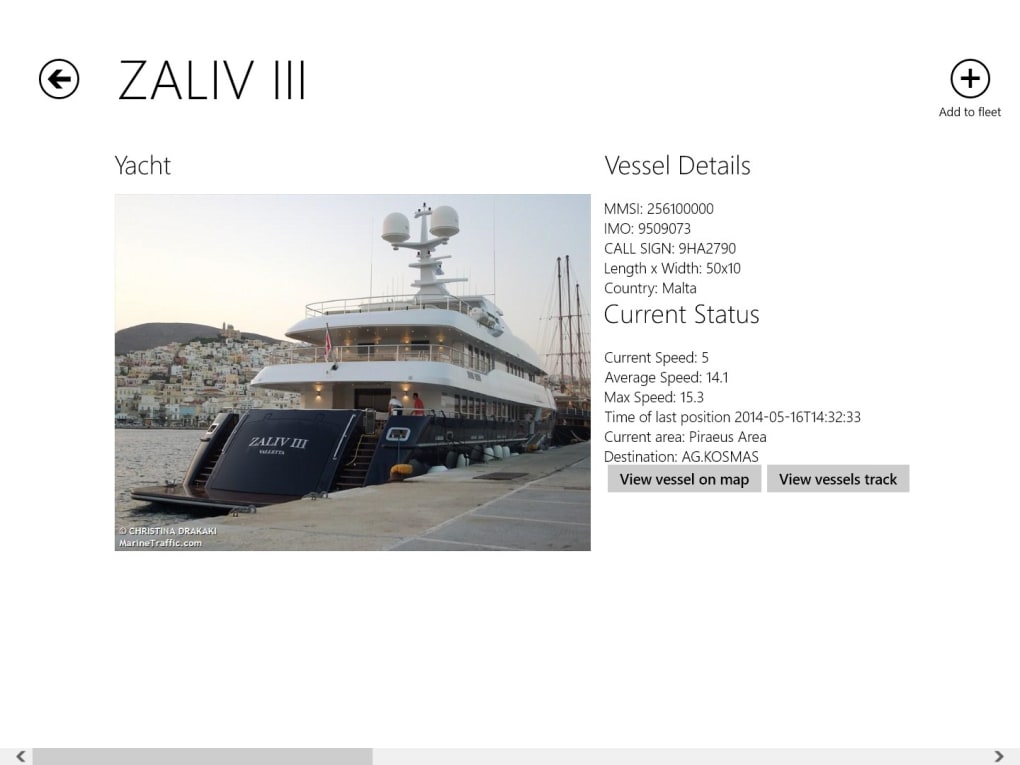 ZALIV III
Add to fleet
Yacht
ZALIV III
VALLETTA
© CHRISTINA DRAKAKI
MarineTraffic.com
Vessel Details
MMSI: 256100000
IMO: 9509073
CALL SIGN: 9HA2790
Length x Width: 50x10
Country: Malta
Current Status
Current Speed: 5
Average Speed: 14.1
Max Speed: 15.3
Time of last position 2014-05-16T14:32:33
Current area: Piraeus Area
Destination: AG.KOSMAS
View vessel on map
View vessels track